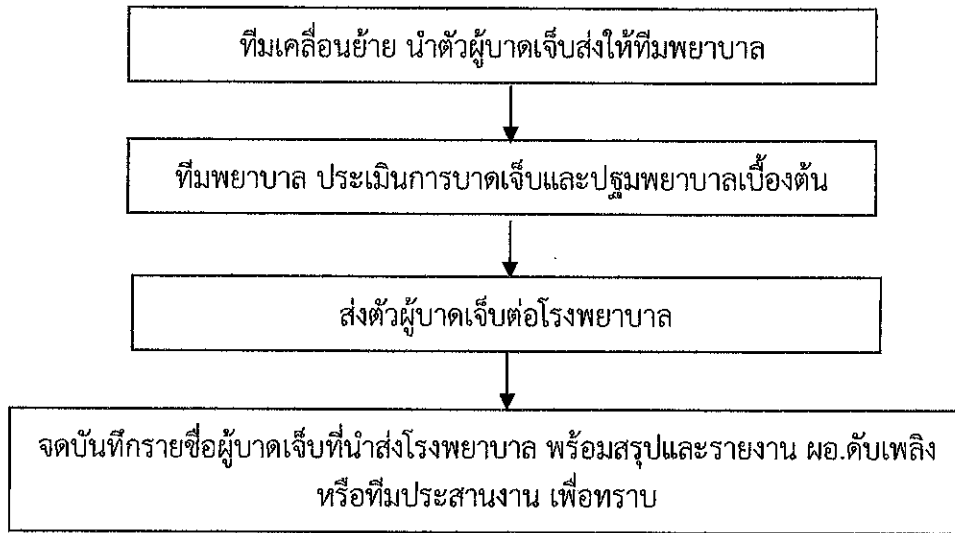 ทีมเคลื่อนย้าย นำตัวผู้บาดเจ็บส่งให้ทีมพยาบาล
ทีมพยาบาล ประเมินการบาดเจ็บและปฐมพยาบาลเบื้องต้น
ส่งตัวผู้บาดเจ็บต่อโรงพยาบาล
จดบันทึกรายชื่อผู้บาดเจ็บที่นำส่งโรงพยาบาล พร้อมสรุปและรายงาน ผอ.ดับเพลิง
หรือทีมประสานงาน เพื่อทราบ